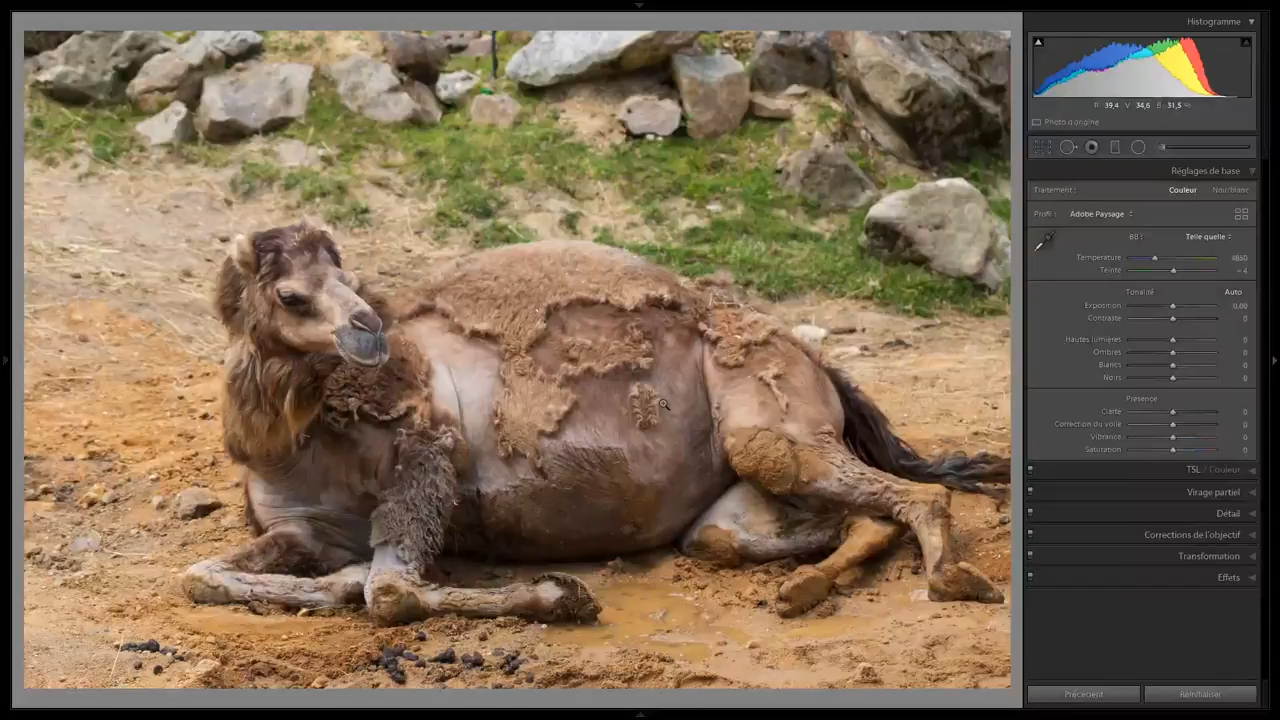 Histogramme
R 39,4 V 34,6 B 31,5 %
Photo d'origine
Réglages de base
Traitement : Couleur Noir/blanc
Profil : Adobe Paysage
BB : Telle quelle
Température 4850
Teinte - 4
Tonalité Auto
Exposition 0,00
Contraste 0
Hautes lumières 0
Ombres 0
Blancs 0
Noirs 0
Présence
Clarté 0
Correction du voile 0
Vibrance 0
Saturation 0
TSL / Couleur
Virage partiel
Détail
Corrections de l'objectif
Transformation
Effets
Précédent Réinitialiser